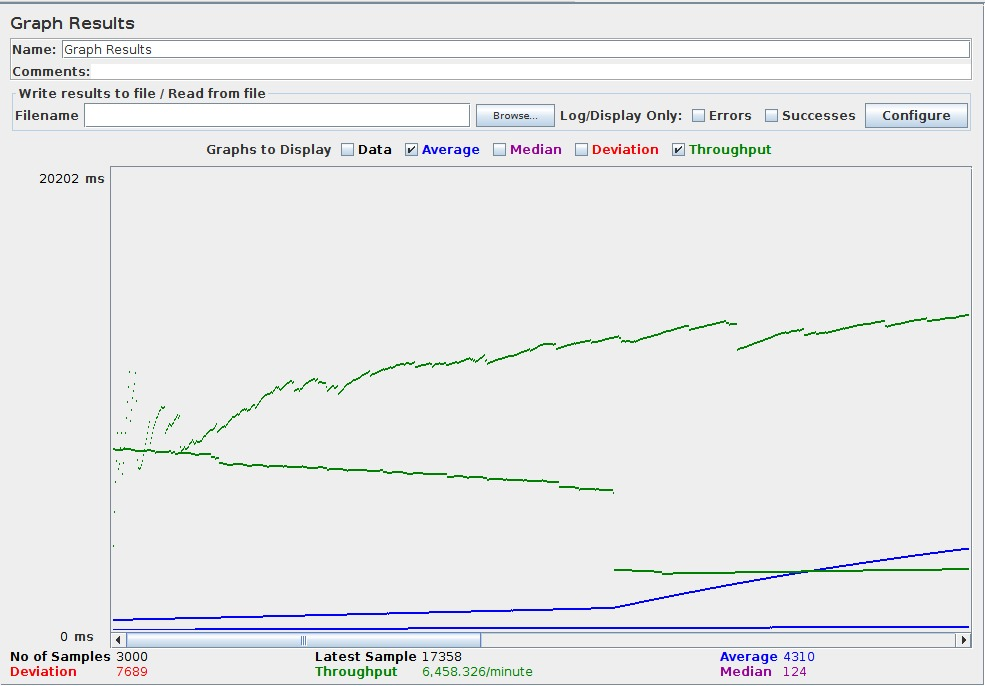 Graph Results
Name: Graph Results
Comments:
Write results to file / Read from file
Filename Browse... Log/Display Only: Errors Successes Configure
Graphs to Display Data Average Median Deviation Throughput
20202 ms
0 ms
No of Samples 3000 Latest Sample 17358 Average 4310
Deviation 7689 Throughput 6,458.326/minute Median 124